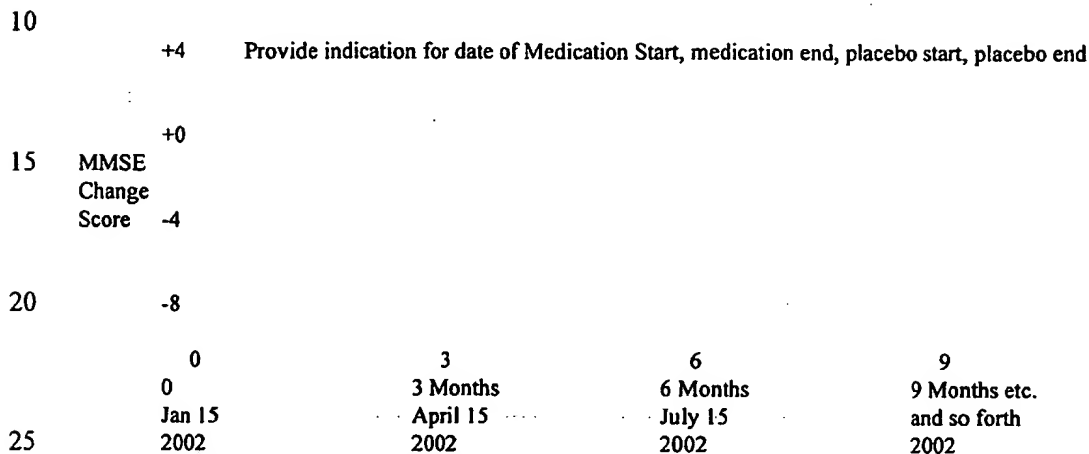 10
+4 Provide indication for date of Medication Start, medication end, placebo start, placebo end
+0
15 MMSE
Change
Score -4
20 -8
0 3 6 9
0 3 Months 6 Months 9 Months etc.
Jan 15 April 15 July 15 and so forth
25 2002 2002 2002 2002